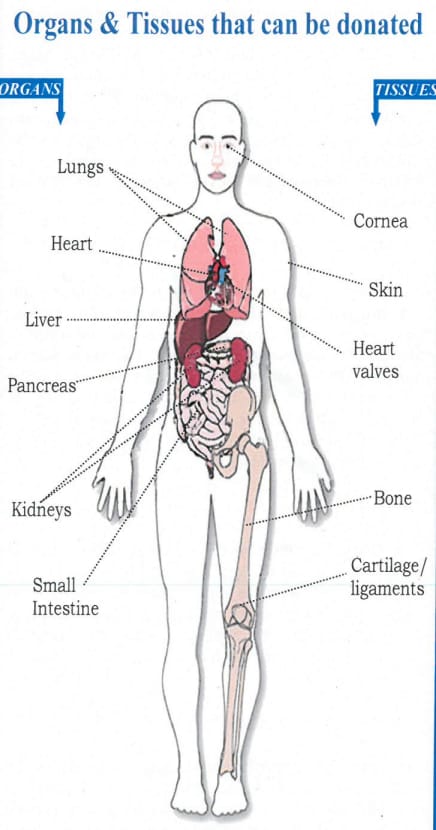 Organs & Tissues that can be donated
ORGANS
TISSUES
Lungs
Cornea
Heart
Skin
Liver
Heart
valves
Pancreas
Bone
Kidneys
Cartilage/
ligaments
Small
Intestine